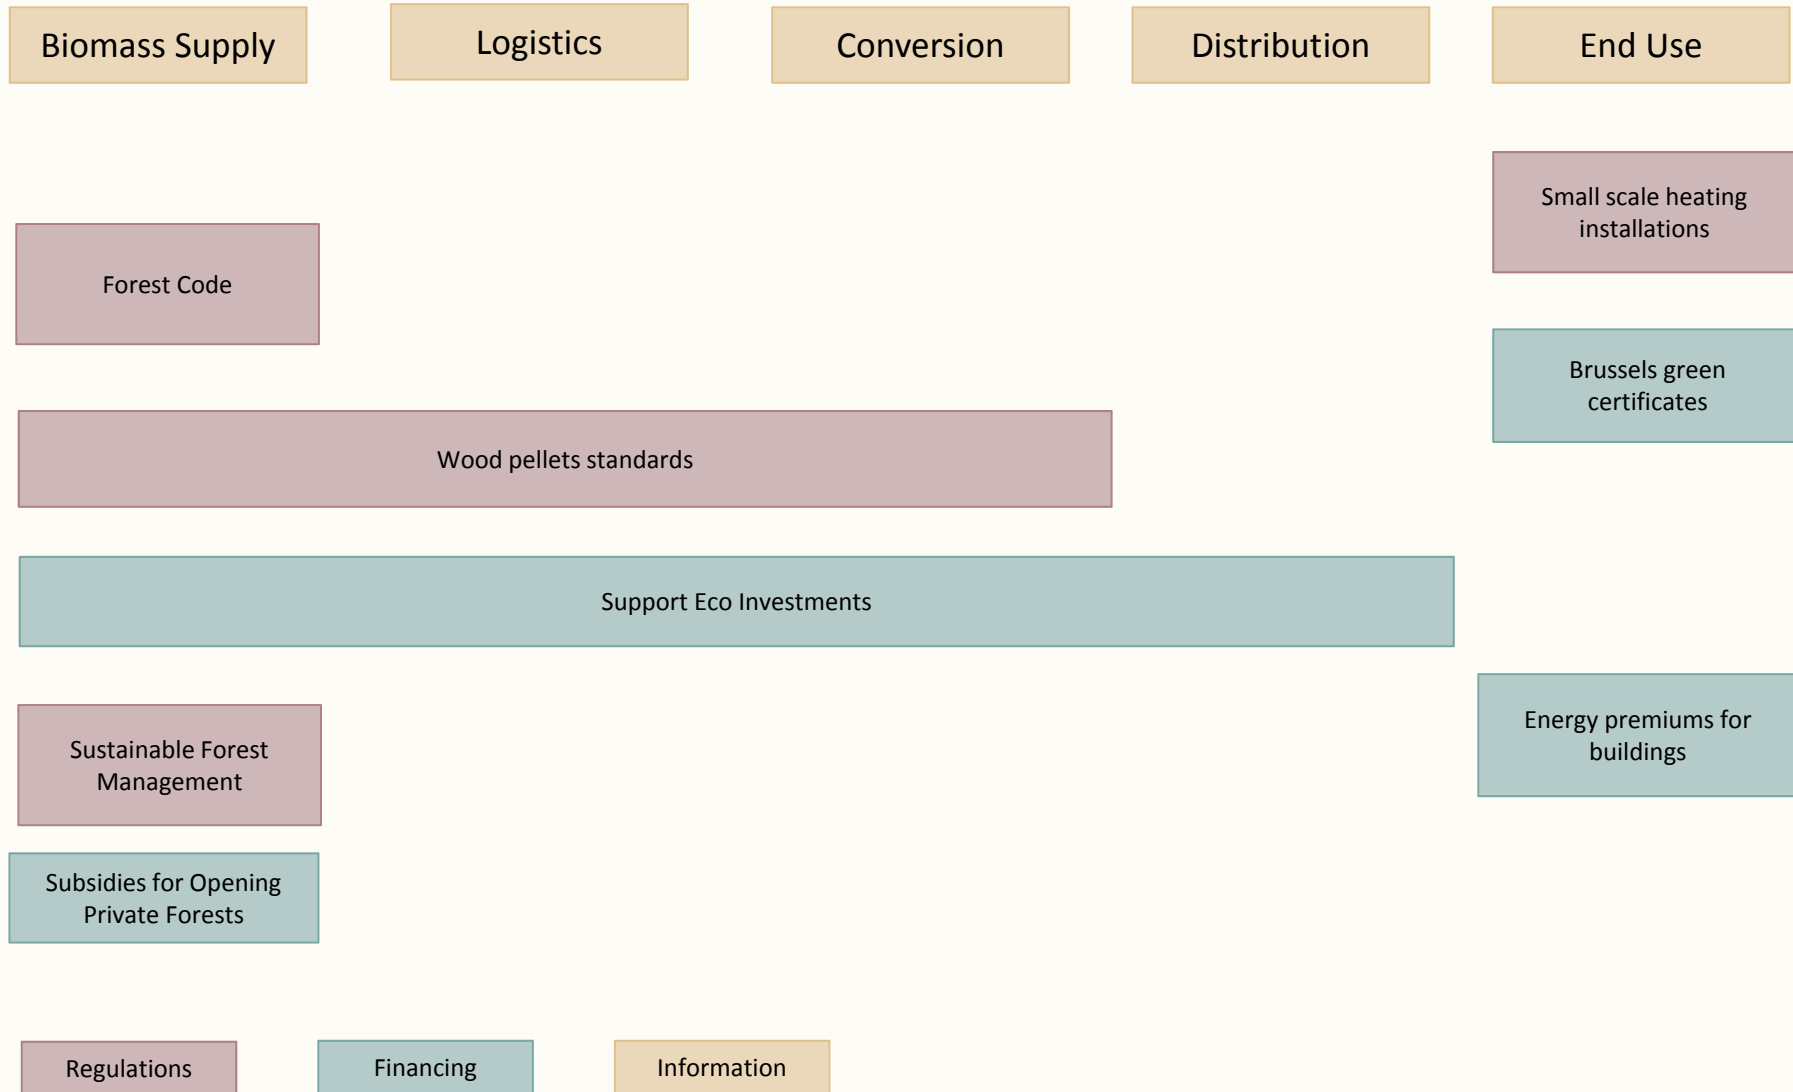 Biomass Supply
Logistics
Conversion
Distribution
End Use
Small scale heating
installations
Forest Code
Brussels green
certificates
Wood pellets standards
Support Eco Investments
Energy premiums for
buildings
Sustainable Forest
Management
Subsidies for Opening
Private Forests
Regulations
Financing
Information